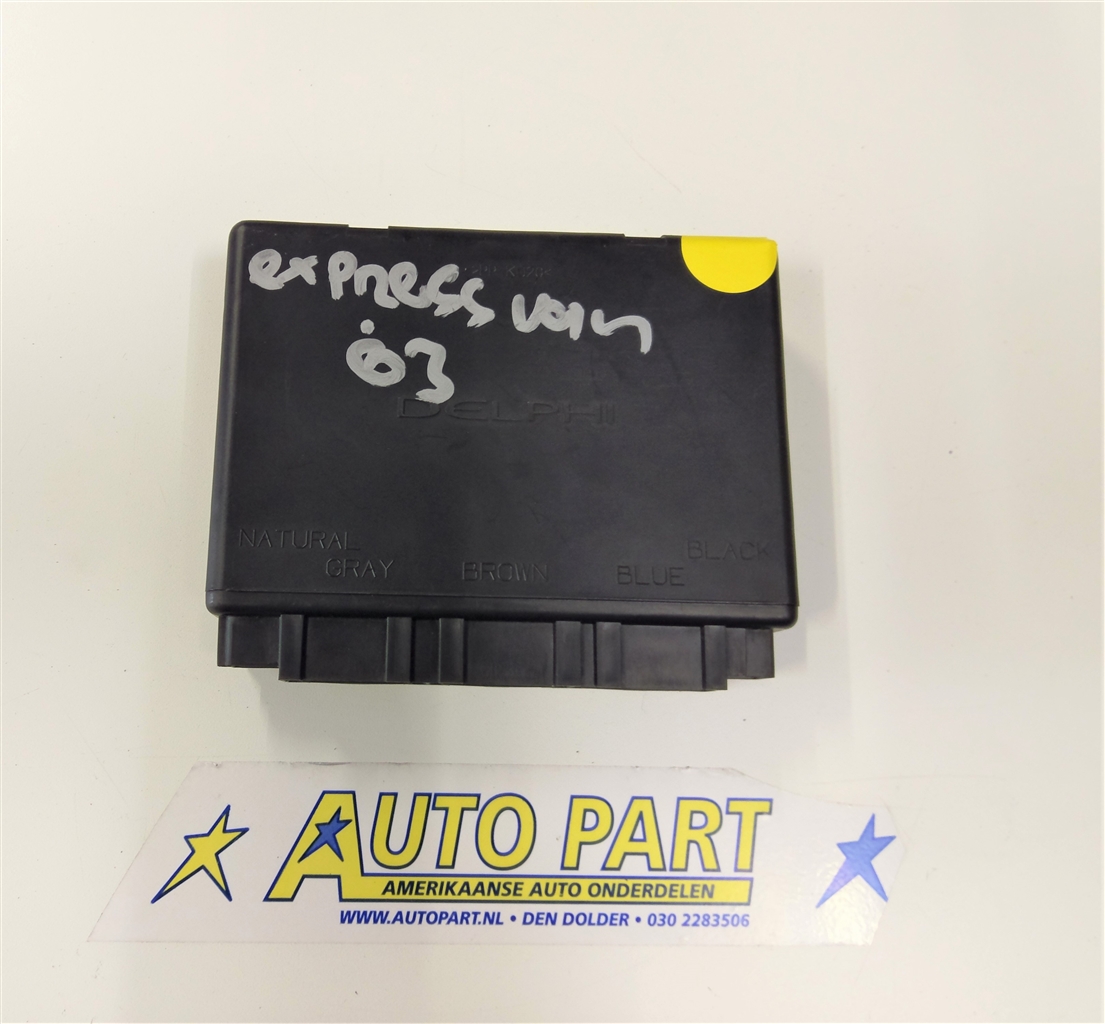 express van
03
DELPHI
NATURAL
GRAY
BROWN
BLUE
BLACK
AUTO PART
AMERIKAANSE AUTO ONDERDELEN
WWW.AUTOPART.NL • DEN DOLDER • 030 2283506